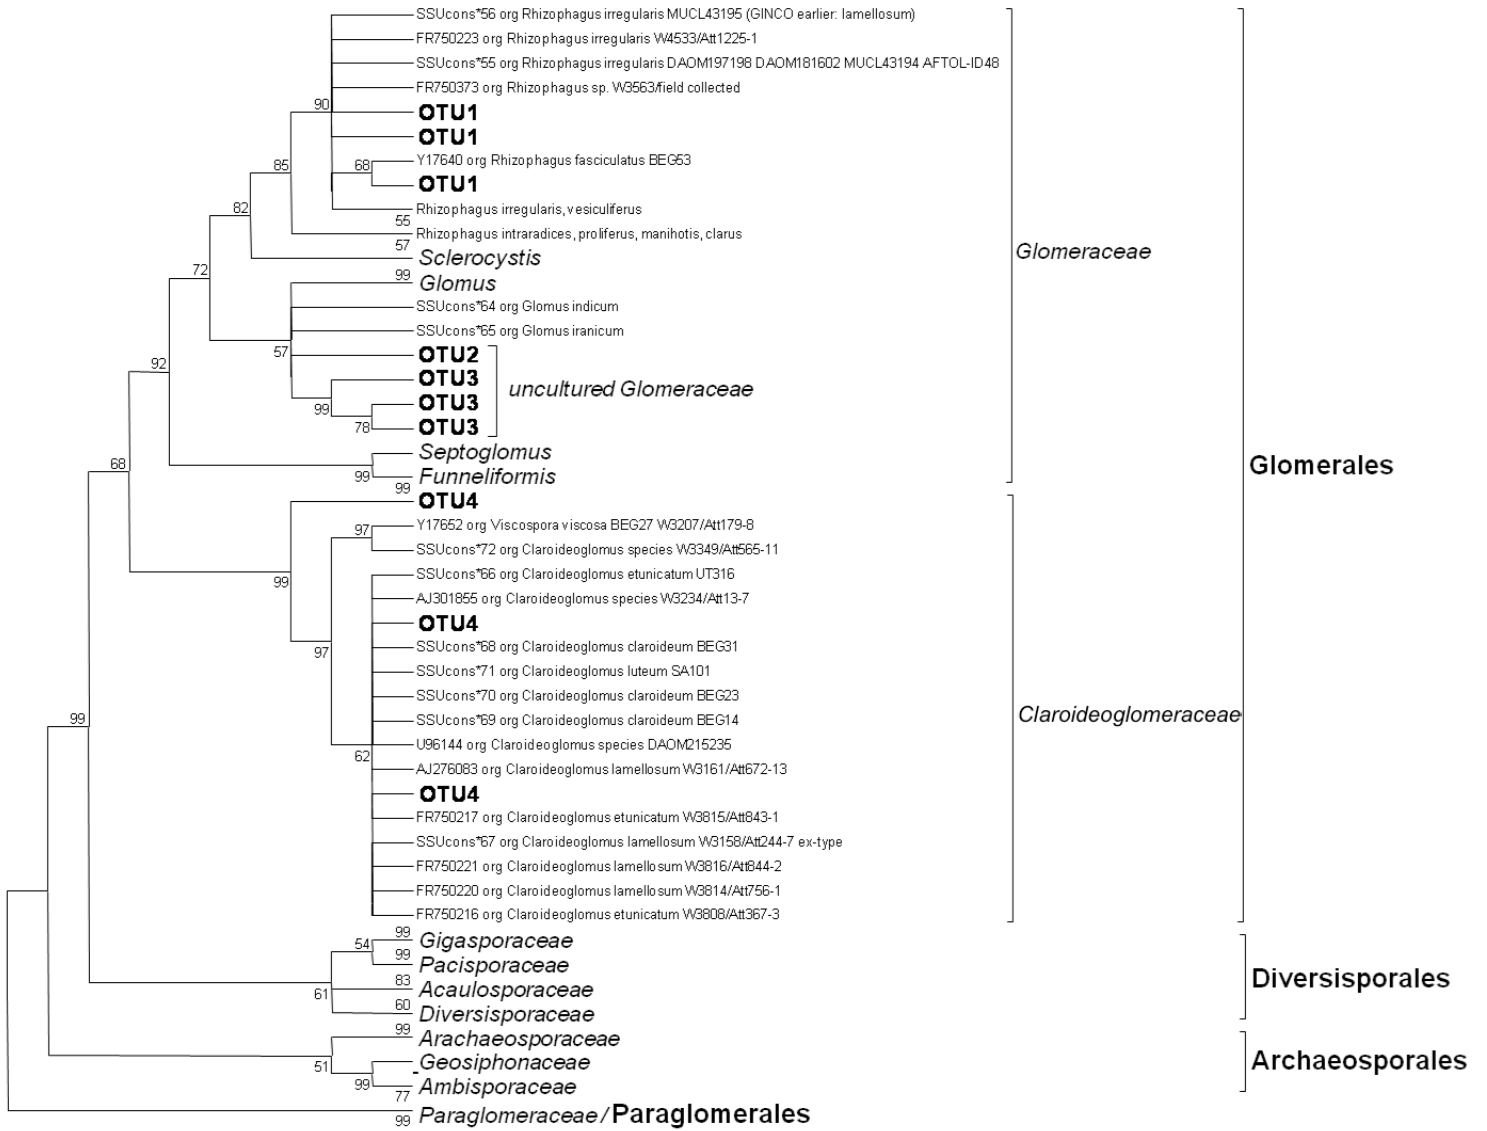 SSUcons*56 org Rhizophagus irregularis MUCL43195 (GINCO earlier: lamellosum)
FR750223 org Rhizophagus irregularis W4533/Att1225-1
SSUcons*55 org Rhizophagus irregularis DAOM197198 DAOM181602 MUCL43194 AFTOL-ID48
FR750373 org Rhizophagus sp. W3563/field collected
90
OTU1
OTU1
Y17640 org Rhizophagus fasciculatus BEG53
85
68
OTU1
82
Rhizophagus irregularis, vesiculiferus
55
Rhizophagus intraradices, proliferus, manihotis, clarus
57
Glomeraceae
Sclerocystis
72
99
Glomus
SSUcons*64 org Glomus indicum
SSUcons*65 org Glomus iranicum
57
OTU2
92
OTU3
uncultured Glomeraceae
99
OTU3
78
OTU3
Septoglomus
68
Glomerales
99
Funneliformis
99
OTU4
97
Y17652 org Viscospora viscosa BEG27 W3207/Att179-8
SSUcons*72 org Claroideoglomus species W3349/Att565-11
99
SSUcons*66 org Claroideoglomus etunicatum UT316
AJ301855 org Claroideoglomus species W3234/Att13-7
OTU4
97
SSUcons*68 org Claroideoglomus claroideum BEG31
SSUcons*71 org Claroideoglomus luteum SA101
SSUcons*70 org Claroideoglomus claroideum BEG23
Claroideoglomeraceae
99
SSUcons*69 org Claroideoglomus claroideum BEG14
U96144 org Claroideoglomus species DAOM215235
62
AJ276083 org Claroideoglomus lamellosum W3161/Att672-13
OTU4
FR750217 org Claroideoglomus etunicatum W3815/Att843-1
SSUcons*67 org Claroideoglomus lamellosum W3158/Att244-7 ex-type
FR750221 org Claroideoglomus lamellosum W3816/Att844-2
FR750220 org Claroideoglomus lamellosum W3814/Att756-1
FR750216 org Claroideoglomus etunicatum W3808/Att367-3
99
54
Gigasporaceae
99
Pacisporaceae
83
Diversisporales
61
Acaulosporaceae
60
Diversisporaceae
99
Arachaeosporaceae
51
Geosiphonaceae
Archaeosporales
99
Ambisporaceae
77
Paraglomeraceae/Paraglomerales
99